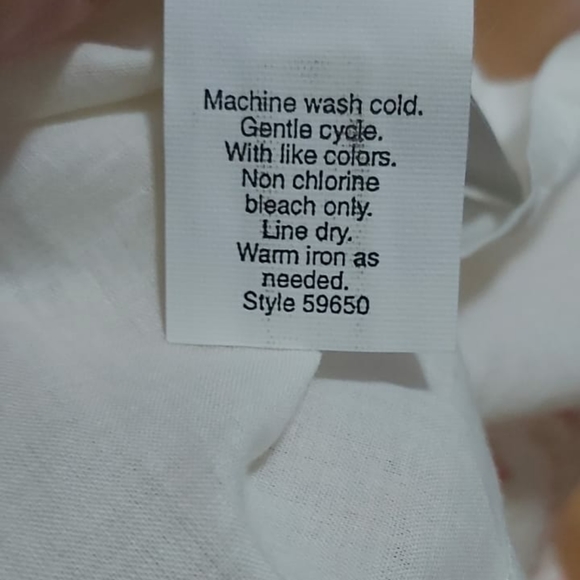 Machine wash cold.
Gentle cycle.
With like colors.
Non chlorine
bleach only.
Line dry.
Warm iron as
needed.
Style 59650